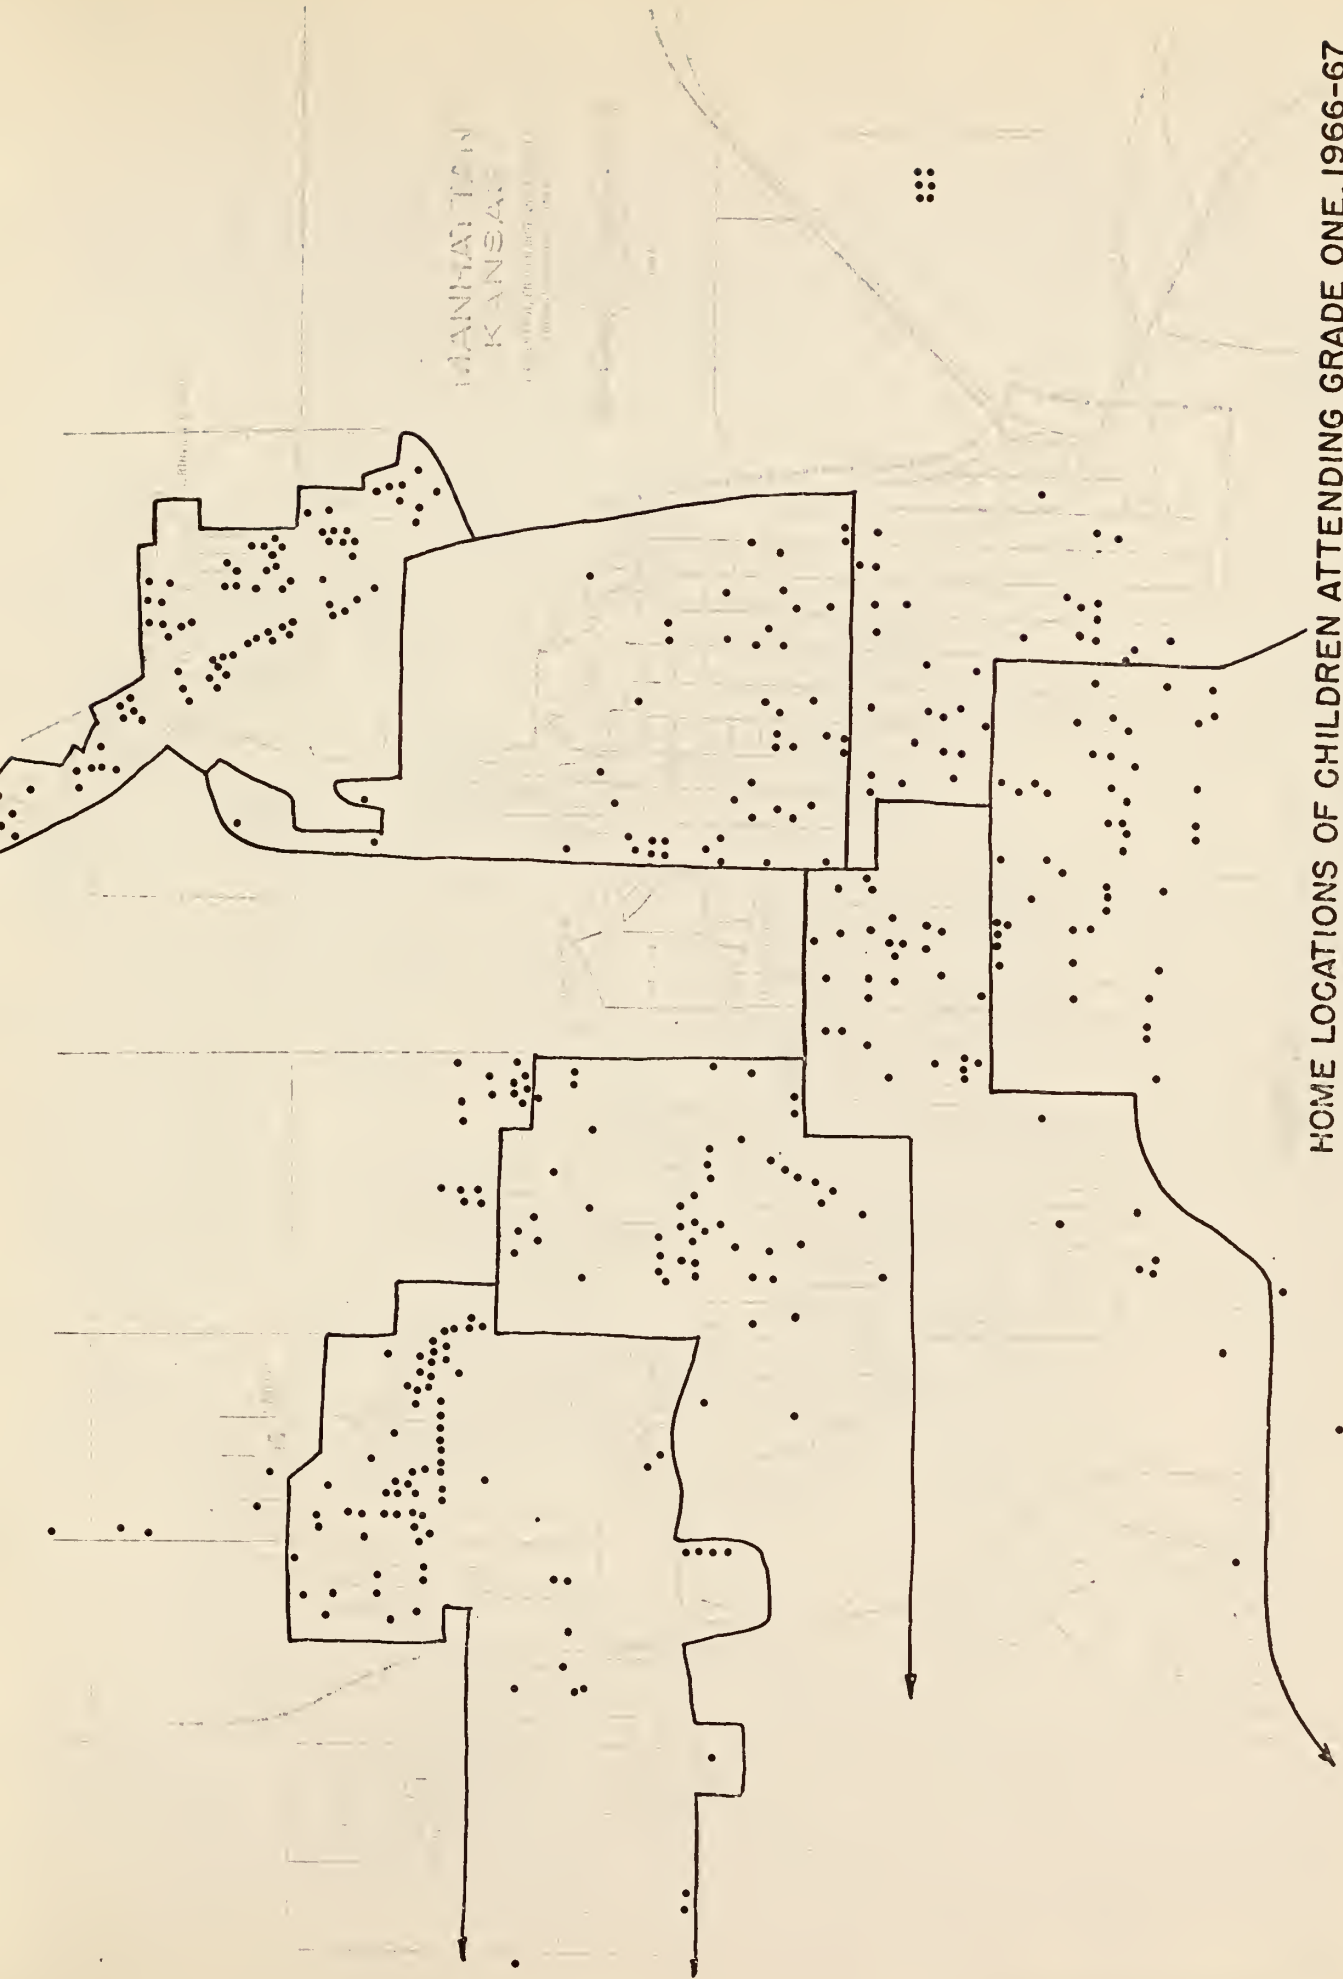 MANHATTAN
KANSAS
HOME LOCATIONS OF CHILDREN ATTENDING GRADE ONE, 1966-67